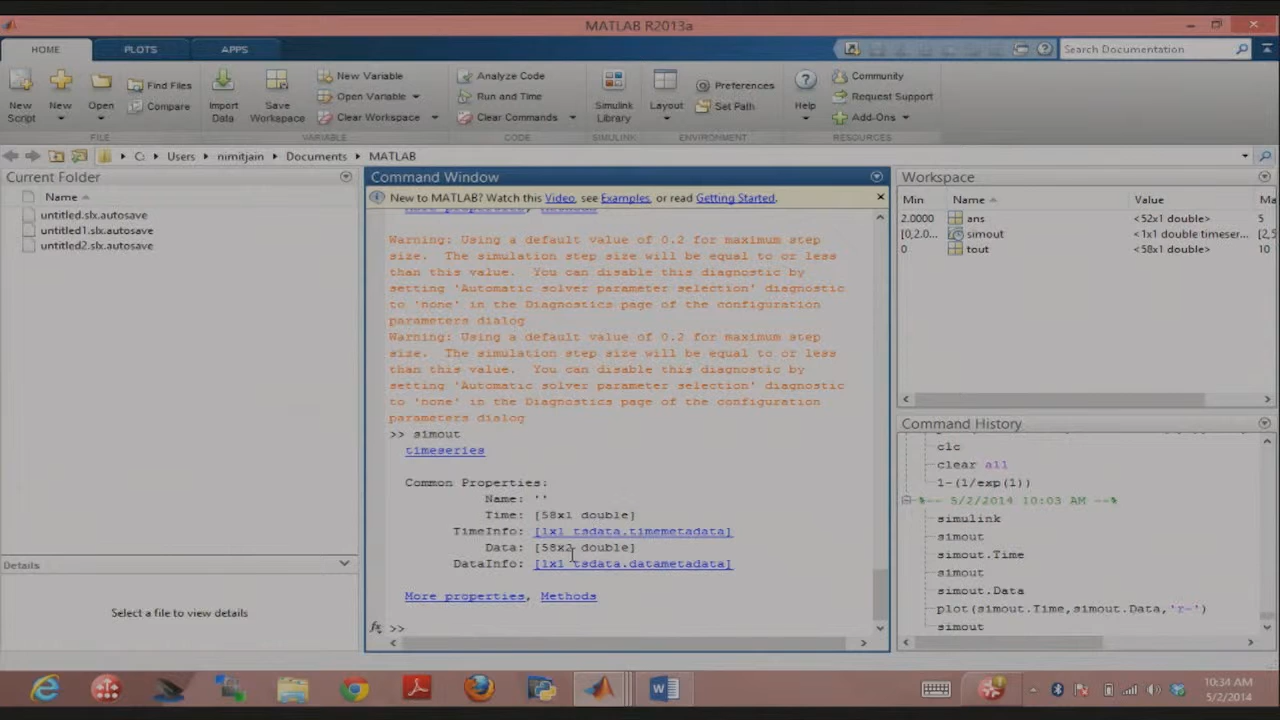 MATLAB R2013a
HOME PLOTS APPS
Search Documentation
New Script
New
Open
Find Files
Compare
Import Data
Save Workspace
New Variable
Open Variable
Clear Workspace
Analyze Code
Run and Time
Clear Commands
Simulink Library
Layout
Preferences
Set Path
Help
Community
Request Support
Add-Ons
FILE VARIABLE CODE SIMULINK ENVIRONMENT RESOURCES
C: Users nimitjain Documents MATLAB
Current Folder
Name
untitled.slx.autosave
untitled1.slx.autosave
untitled2.slx.autosave
Details
Select a file to view details
Command Window
New to MATLAB? Watch this Video, see Examples, or read Getting Started.
More properties, Methods
Warning: Using a default value of 0.2 for maximum step
size. The simulation step size will be equal to or less
than this value. You can disable this diagnostic by
setting 'Automatic solver parameter selection' diagnostic
to 'none' in the Diagnostics page of the configuration
parameters dialog
Warning: Using a default value of 0.2 for maximum step
size. The simulation step size will be equal to or less
than this value. You can disable this diagnostic by
setting 'Automatic solver parameter selection' diagnostic
to 'none' in the Diagnostics page of the configuration
parameters dialog
>> simout
timeseries
Common Properties:
Name: ''
Time: [58x1 double]
TimeInfo: [1x1 tsdata.timemetadata]
Data: [58x2 double]
DataInfo: [1x1 tsdata.datametadata]
More properties, Methods
fx >>
Workspace
Min Name Value Ma
2.0000 ans <52x1 double> 5
[0,2.0... simout <1x1 double timeser... [2,5
0 tout <58x1 double> 10
Command History
clc
clear all
1-(1/exp(1))
%-- 5/2/2014 10:03 AM --%
simulink
simout
simout.Time
simout
simout.Data
plot(simout.Time,simout.Data,'r-')
simout
10:34 AM
5/2/2014